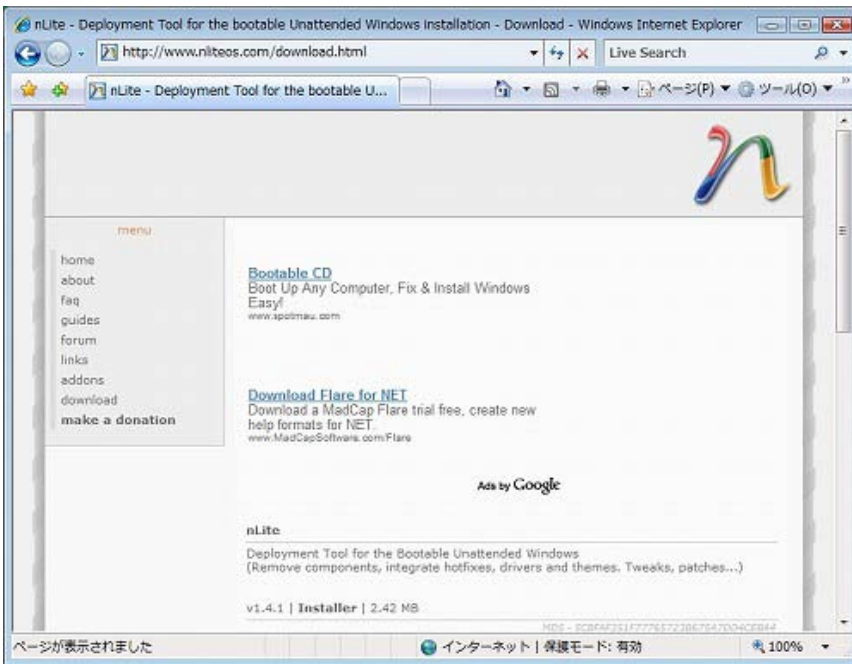 nLite - Deployment Tool for the bootable Unattended Windows Installation - Download - Windows Internet Explorer
http://www.nliteos.com/download.html
Live Search
nLite - Deployment Tool for the bootable U...
ページ(P)
ツール(O)
n
menu
home
about
faq
guides
forum
links
addons
download
make a donation
Bootable CD
Boot Up Any Computer, Fix & Install Windows
Easy!
www.spotmau.com
Download Flare for NET
Download a MadCap Flare trial free, create new
help formats for NET.
www.MadCapSoftware.com/Flare
Ads by Google
nLite
Deployment Tool for the Bootable Unattended Windows
(Remove components, integrate hotfixes, drivers and themes. Tweaks, patches...)
v1.4.1 | Installer | 2.42 MB
MD5 -
ページが表示されました
インターネット | 保護モード: 有効
100%